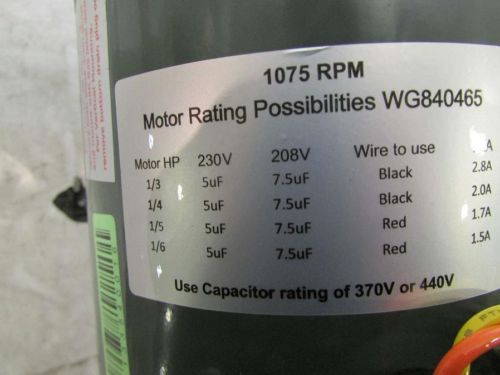 1075 RPM
Motor Rating Possibilities WG840465
Motor HP 230V 208V Wire to use A
1/3 5uF 7.5uF Black 2.8A
1/4 5uF 7.5uF Black 2.0A
1/5 5uF 7.5uF Red 1.7A
1/6 5uF 7.5uF Red 1.5A
Use Capacitor rating of 370V or 440V